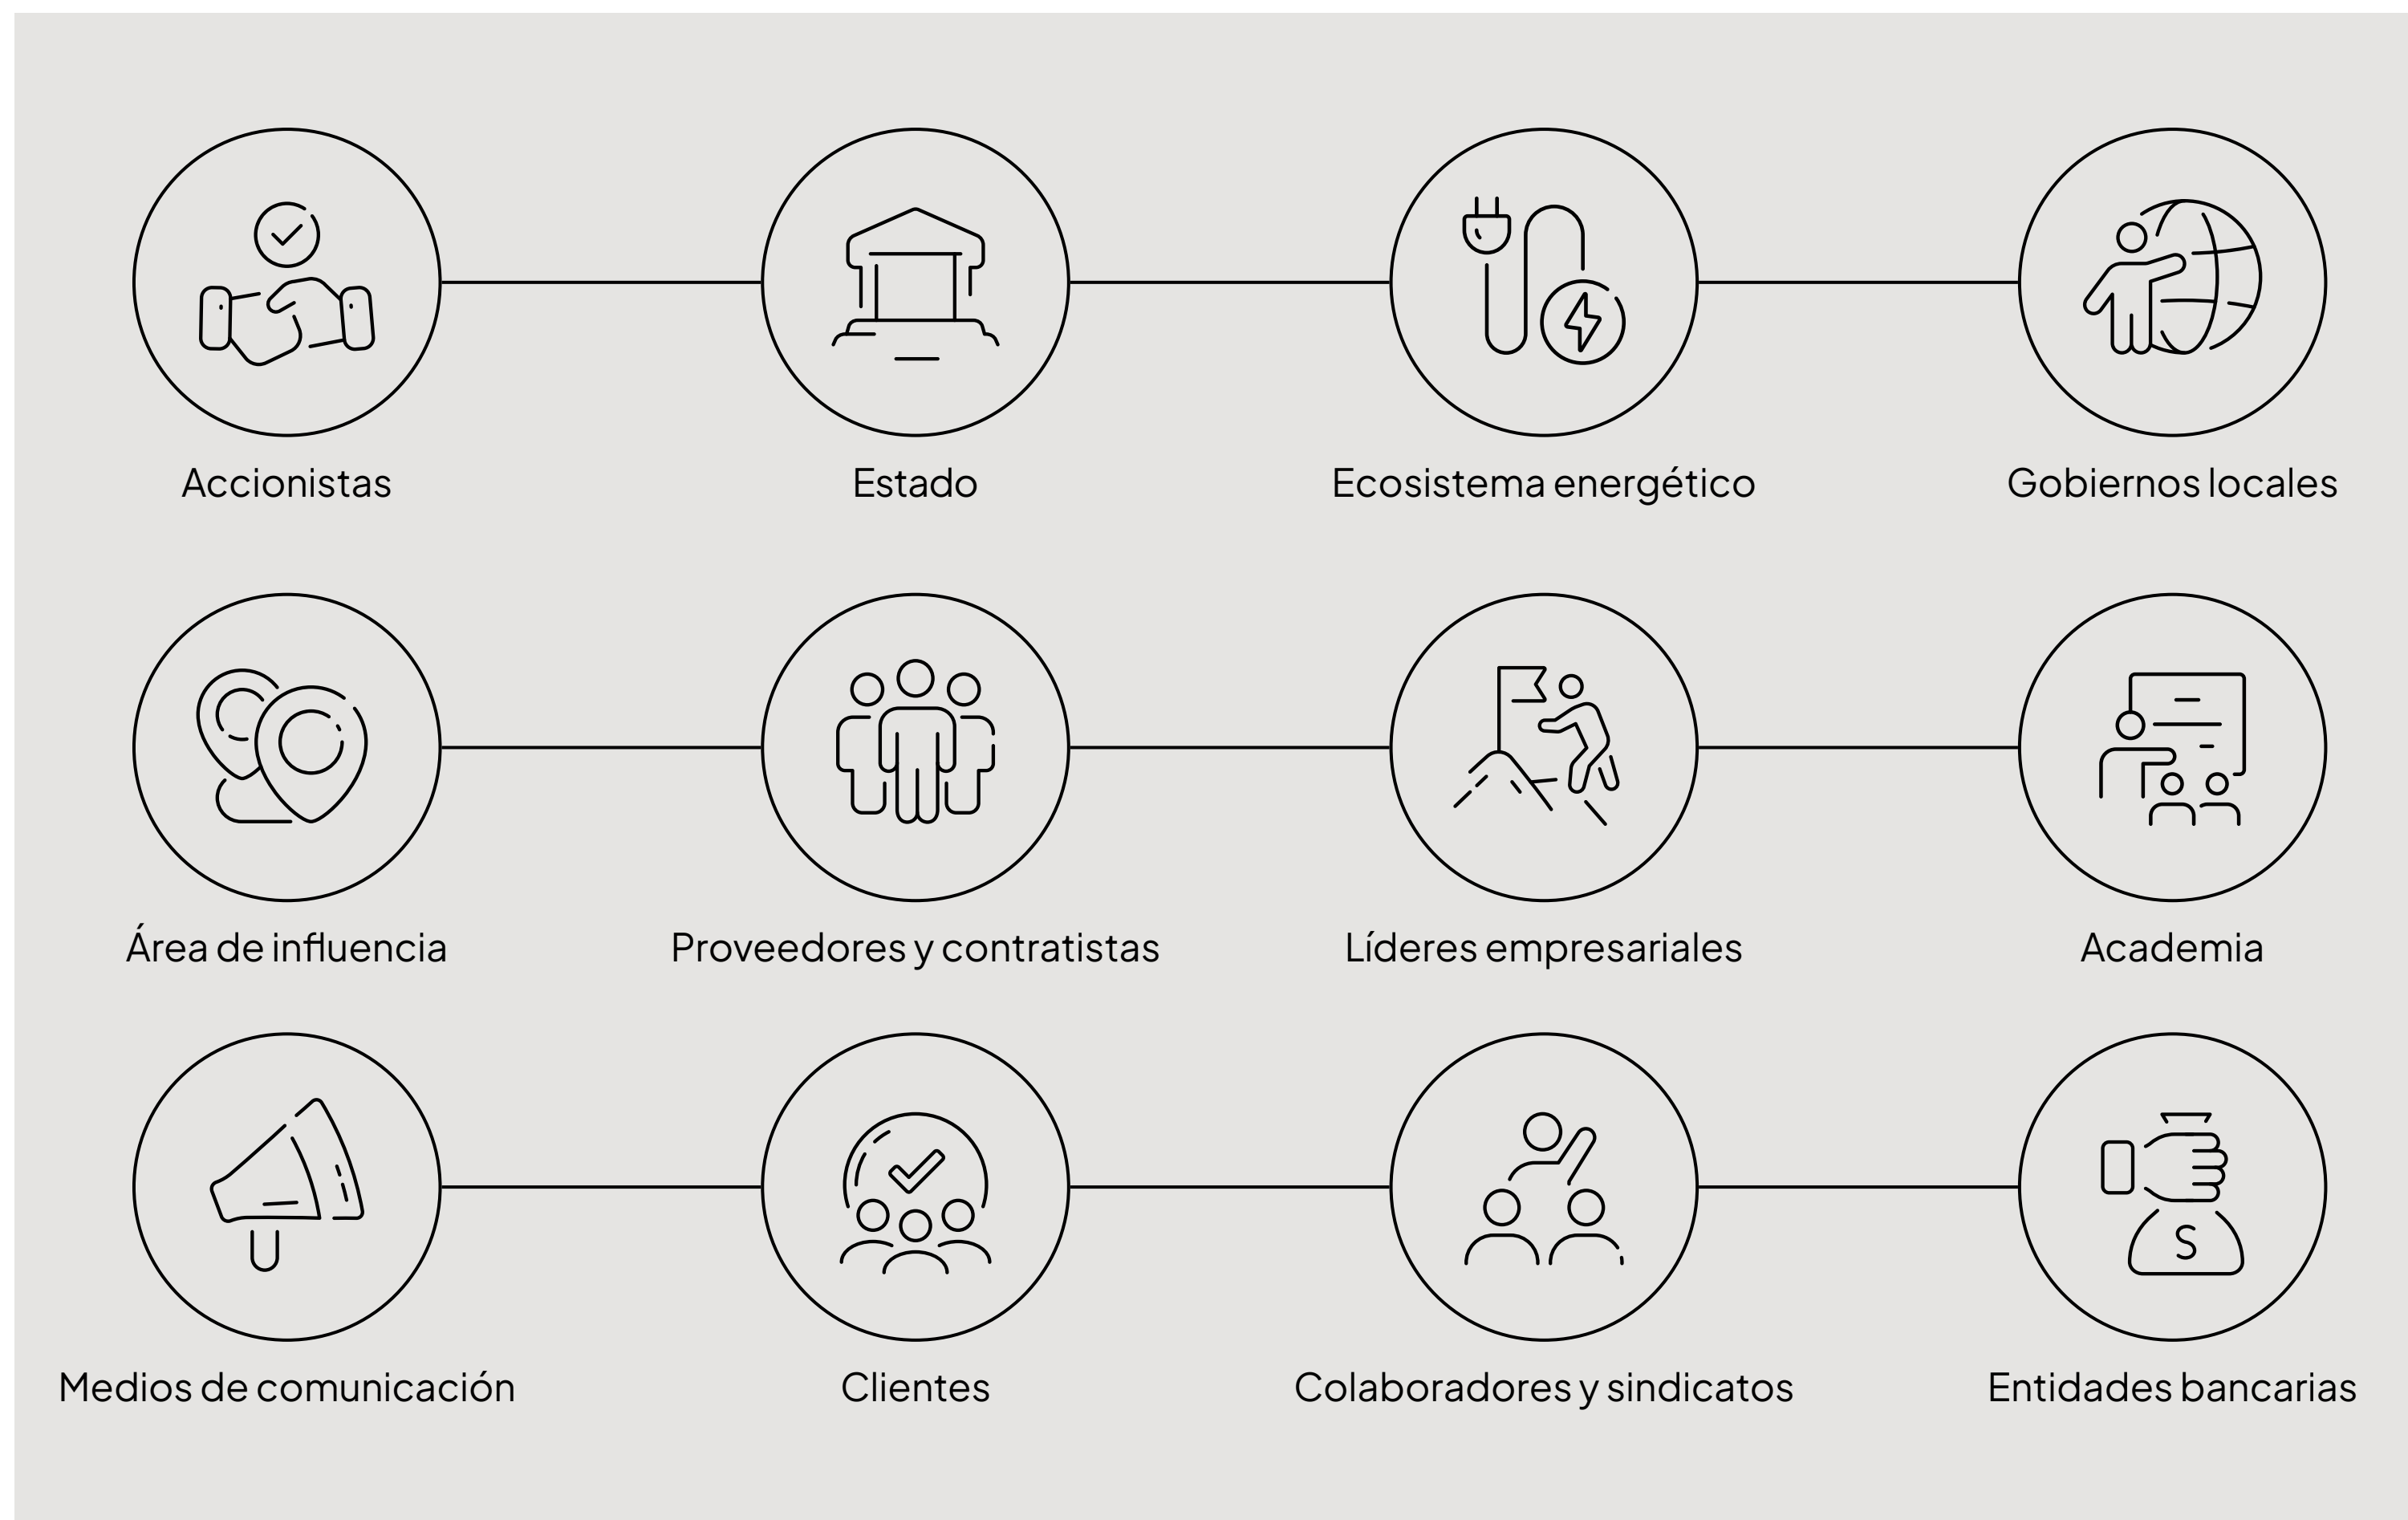 Accionistas
Estado
Ecosistema energético
Gobiernos locales
Área de influencia
Proveedores y contratistas
Líderes empresariales
Academia
S
Medios de comunicación
Clientes
Colaboradores y sindicatos
Entidades bancarias